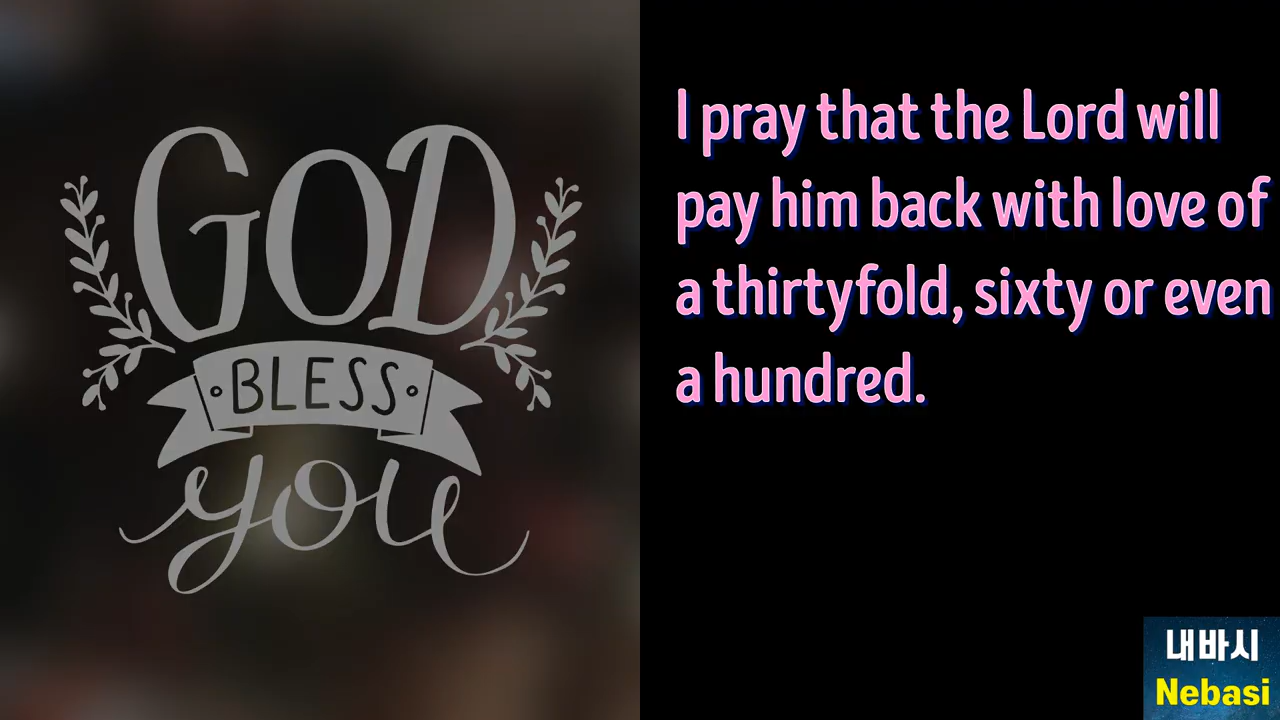 GOD
BLESS
you
I pray that the Lord will
pay him back with love of
a thirtyfold, sixty or even
a hundred.
내바시
Nebasi